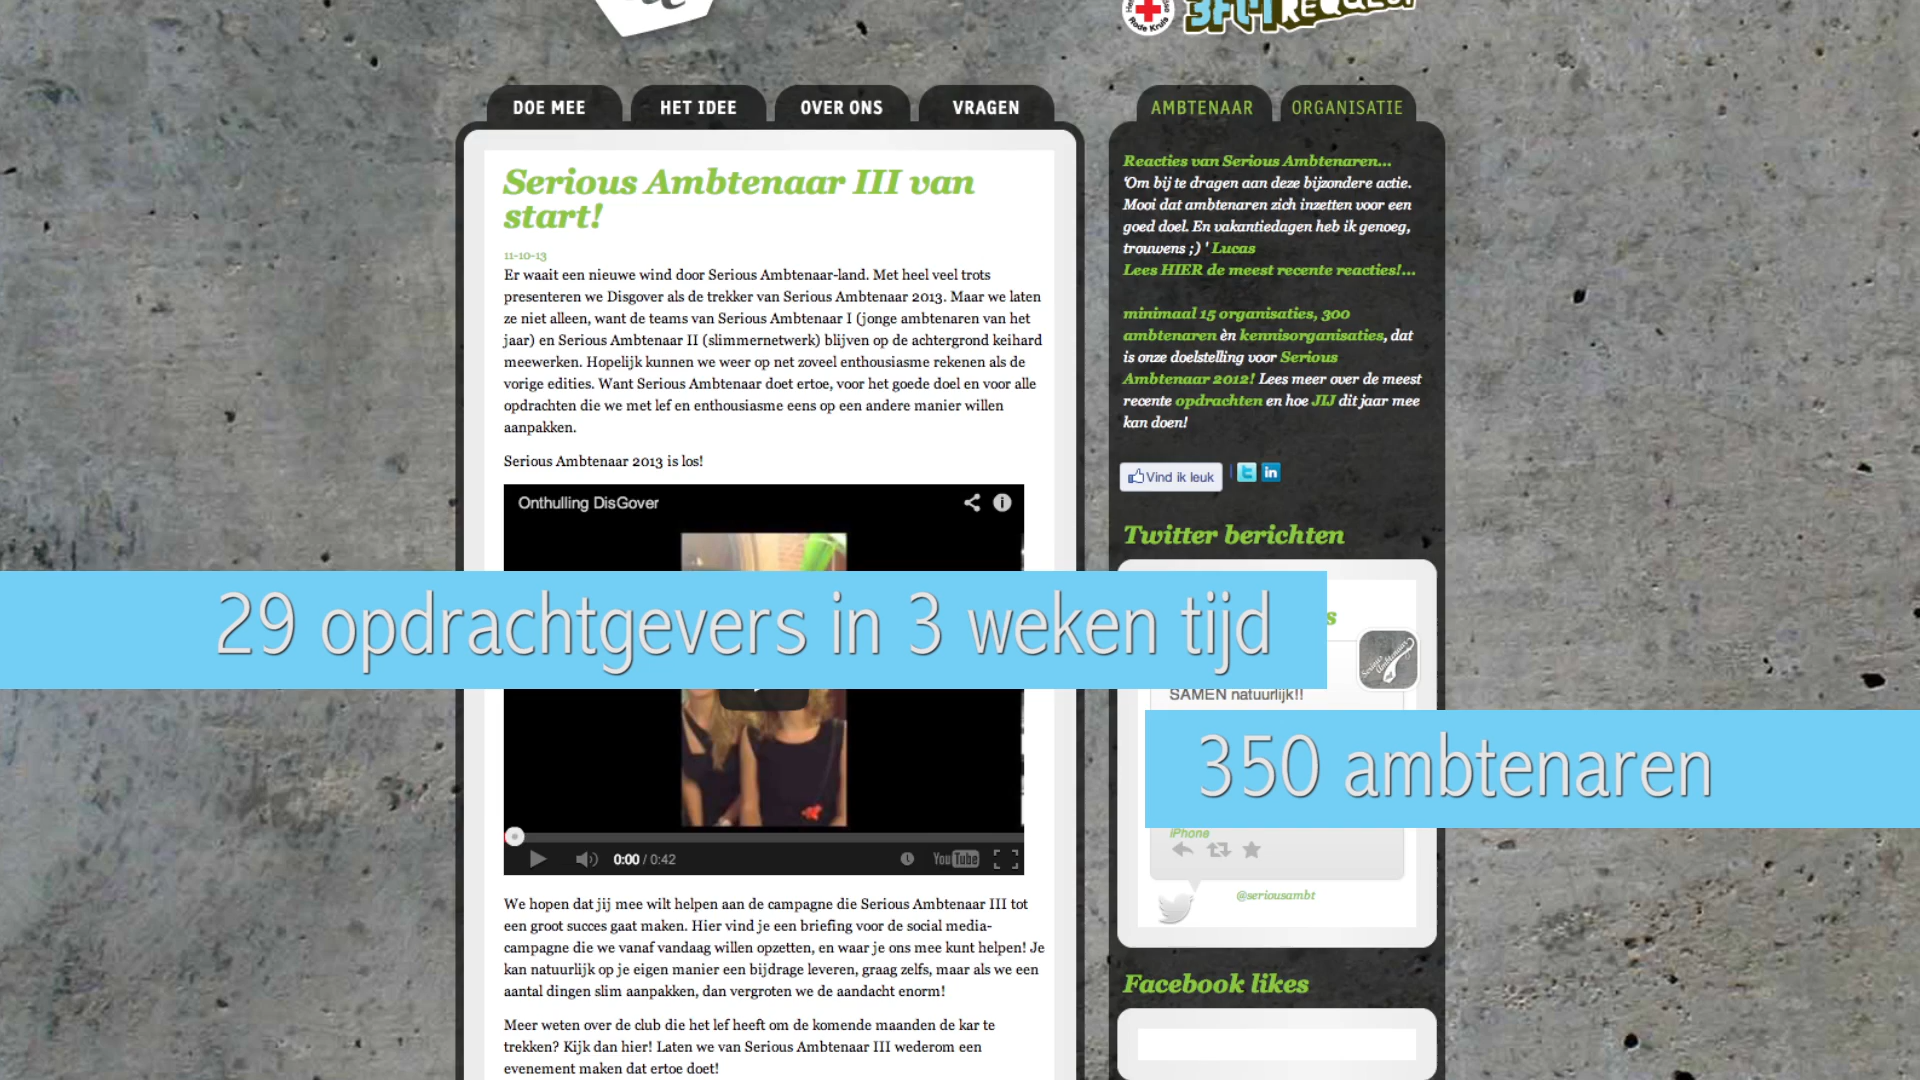 Rode Kruis
3FM REQUEST
DOE MEE
HET IDEE
OVER ONS
VRAGEN
AMBTENAAR
ORGANISATIE
Serious Ambtenaar III van
start!
11-10-13
Er waait een nieuwe wind door Serious Ambtenaar-land. Met heel veel trots
presenteren we Disgover als de trekker van Serious Ambtenaar 2013. Maar we laten
ze niet alleen, want de teams van Serious Ambtenaar I (jonge ambtenaren van het
jaar) en Serious Ambtenaar II (slimmernetwerk) blijven op de achtergrond keihard
meewerken. Hopelijk kunnen we weer op net zoveel enthousiasme rekenen als de
vorige edities. Want Serious Ambtenaar doet ertoe, voor het goede doel en voor alle
opdrachten die we met lef en enthousiasme eens op een andere manier willen
aanpakken.
Serious Ambtenaar 2013 is los!
Onthulling DisGover
29 opdrachtgevers in 3 weken tijd
0:00 / 0:42
YouTube
We hopen dat jij mee wilt helpen aan de campagne die Serious Ambtenaar III tot
een groot succes gaat maken. Hier vind je een briefing voor de social media-
campagne die we vanaf vandaag willen opzetten, en waar je ons mee kunt helpen! Je
kan natuurlijk op je eigen manier een bijdrage leveren, graag zelfs, maar als we een
aantal dingen slim aanpakken, dan vergroten we de aandacht enorm!
Meer weten over de club die het lef heeft om de komende maanden de kar te
trekken? Kijk dan hier! Laten we van Serious Ambtenaar III wederom een
evenement maken dat ertoe doet!
Reacties van Serious Ambtenaren...
'Om bij te dragen aan deze bijzondere actie.
Mooi dat ambtenaren zich inzetten voor een
goed doel. En vakantiedagen heb ik genoeg,
trouwens ;) ' Lucas
Lees HIER de meest recente reacties!...
minimaal 15 organisaties, 300
ambtenaren èn kennisorganisaties, dat
is onze doelstelling voor Serious
Ambtenaar 2012! Lees meer over de meest
recente opdrachten en hoe JIJ dit jaar mee
kan doen!
Vind ik leuk
in
Twitter berichten
s
Serious Ambtenaar
SAMEN natuurlijk!!
350 ambtenaren
iPhone
@seriousambt
Facebook likes